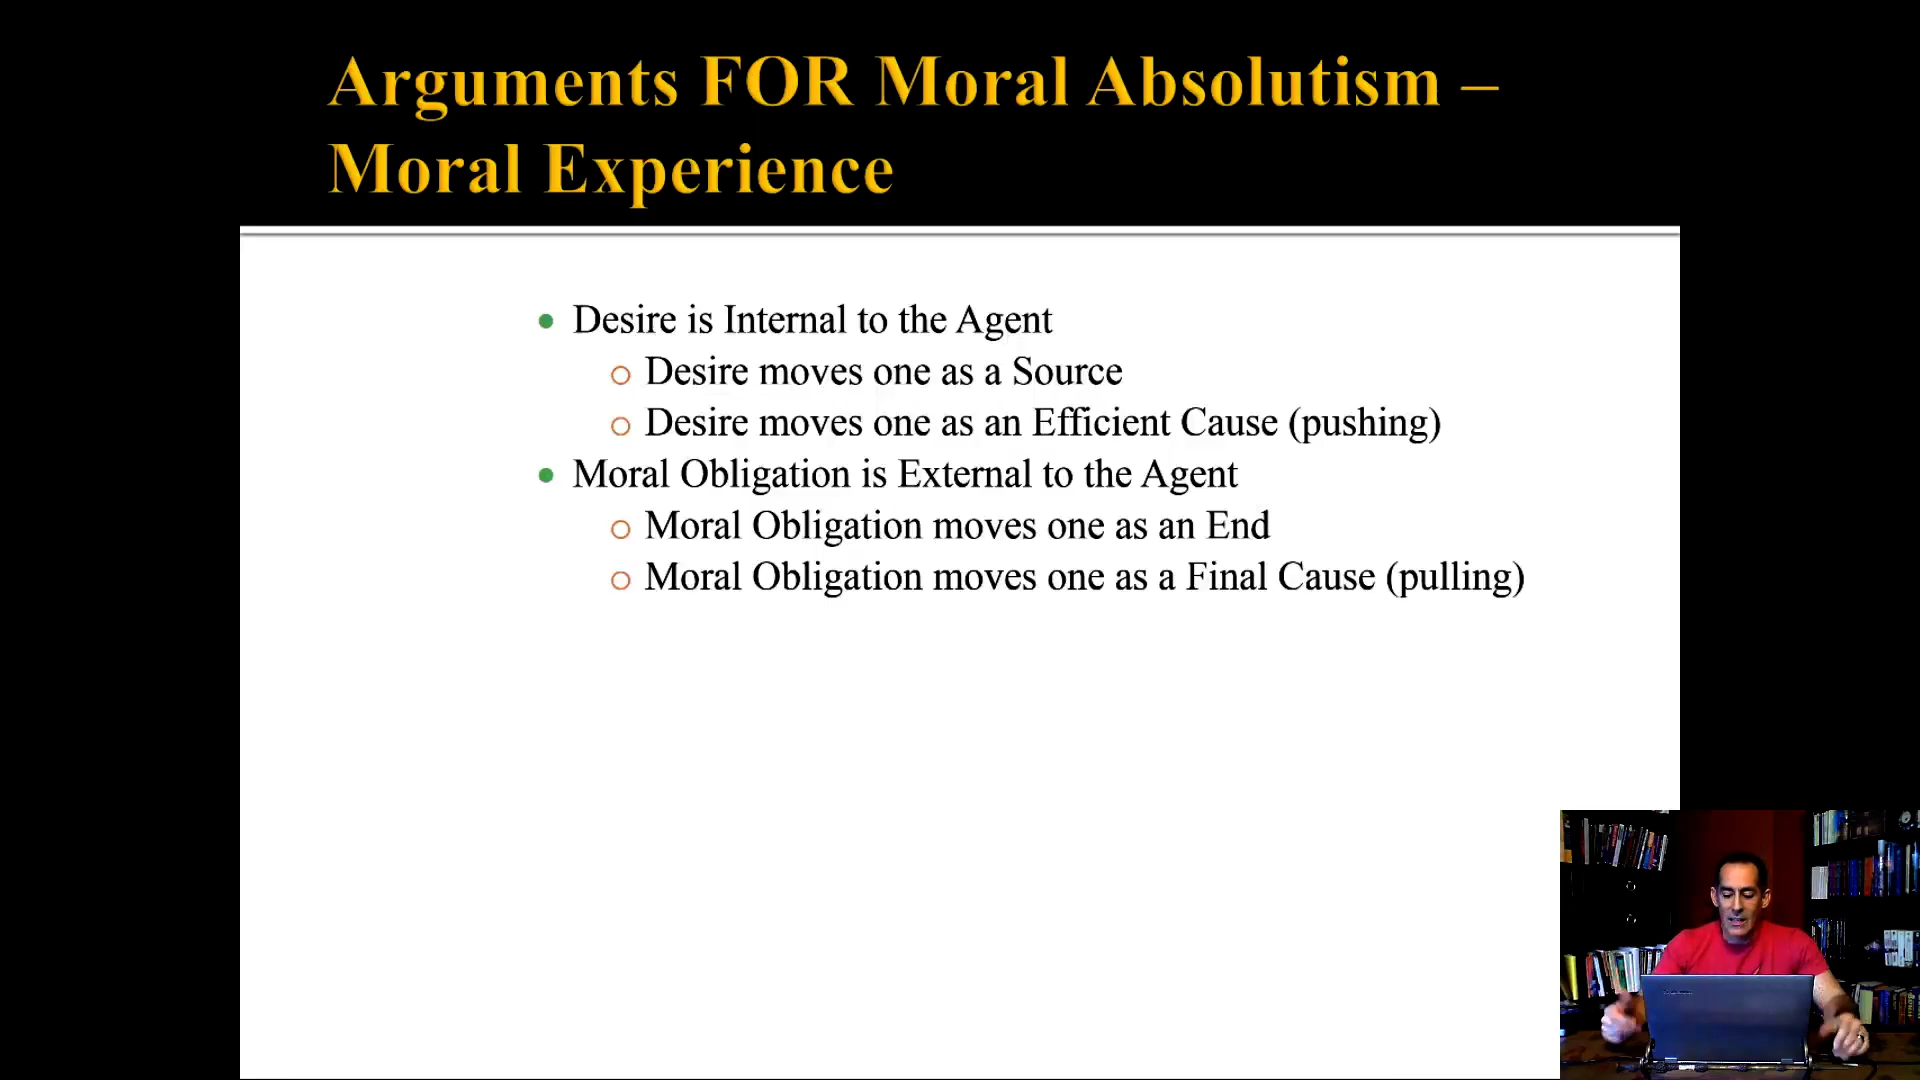 Arguments FOR Moral Absolutism –
Moral Experience
• Desire is Internal to the Agent
o Desire moves one as a Source
o Desire moves one as an Efficient Cause (pushing)
• Moral Obligation is External to the Agent
o Moral Obligation moves one as an End
o Moral Obligation moves one as a Final Cause (pulling)